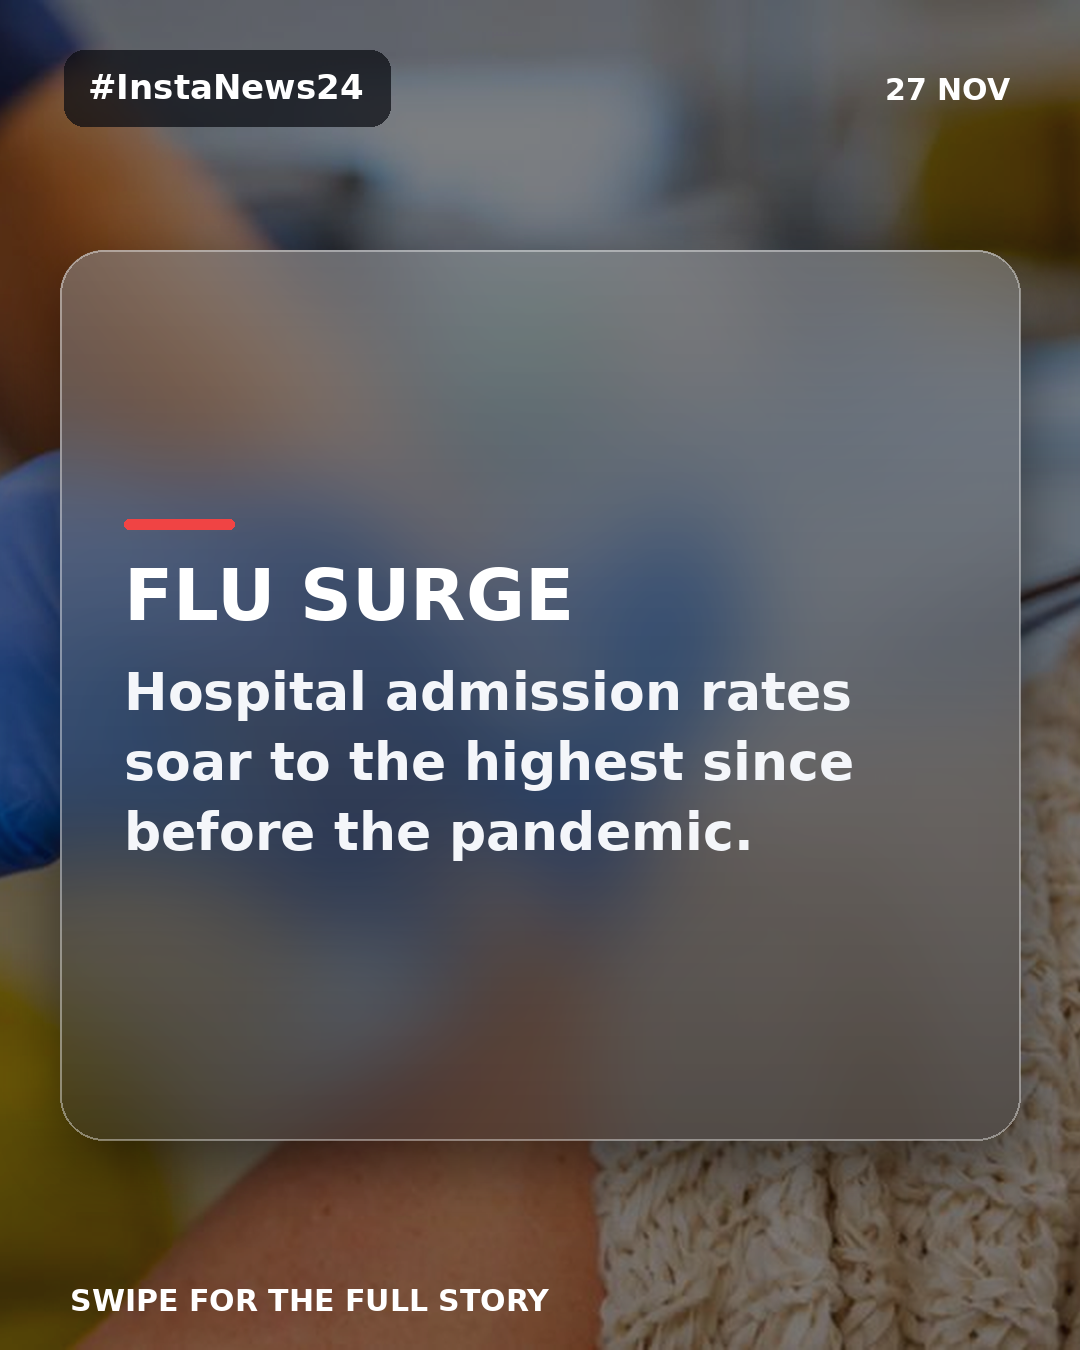 #InstaNews24
27 NOV
FLU SURGE
Hospital admission rates
soar to the highest since
before the pandemic.
SWIPE FOR THE FULL STORY